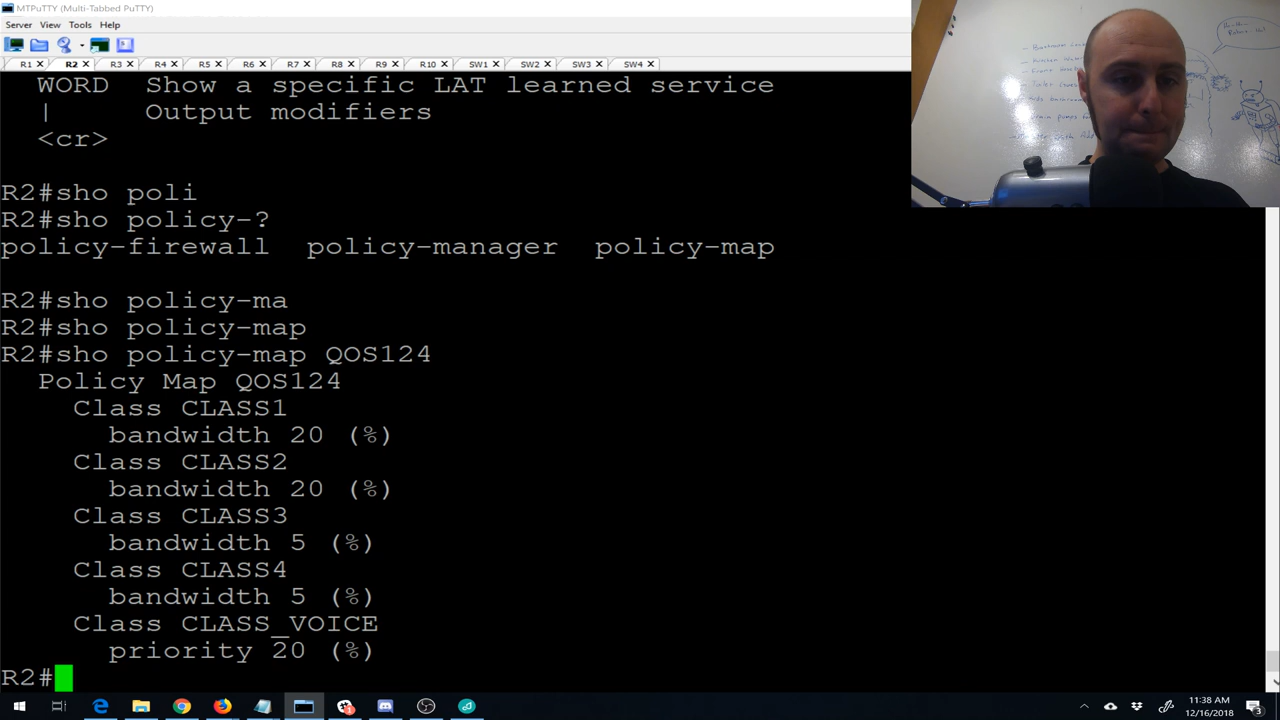 MTPuTTY (Multi-Tabbed PuTTY)
Server View Tools Help
R1 R2 R3 R4 R5 R6 R7 R8 R9 R10 SW1 SW2 SW3 SW4
WORD Show a specific LAT learned service
| Output modifiers
<cr>
R2#sho poli
R2#sho policy-?
policy-firewall policy-manager policy-map
R2#sho policy-ma
R2#sho policy-map
R2#sho policy-map QOS124
Policy Map QOS124
Class CLASS1
bandwidth 20 (%)
Class CLASS2
bandwidth 20 (%)
Class CLASS3
bandwidth 5 (%)
Class CLASS4
bandwidth 5 (%)
Class CLASS_VOICE
priority 20 (%)
R2#
11:38 AM
12/16/2018
3